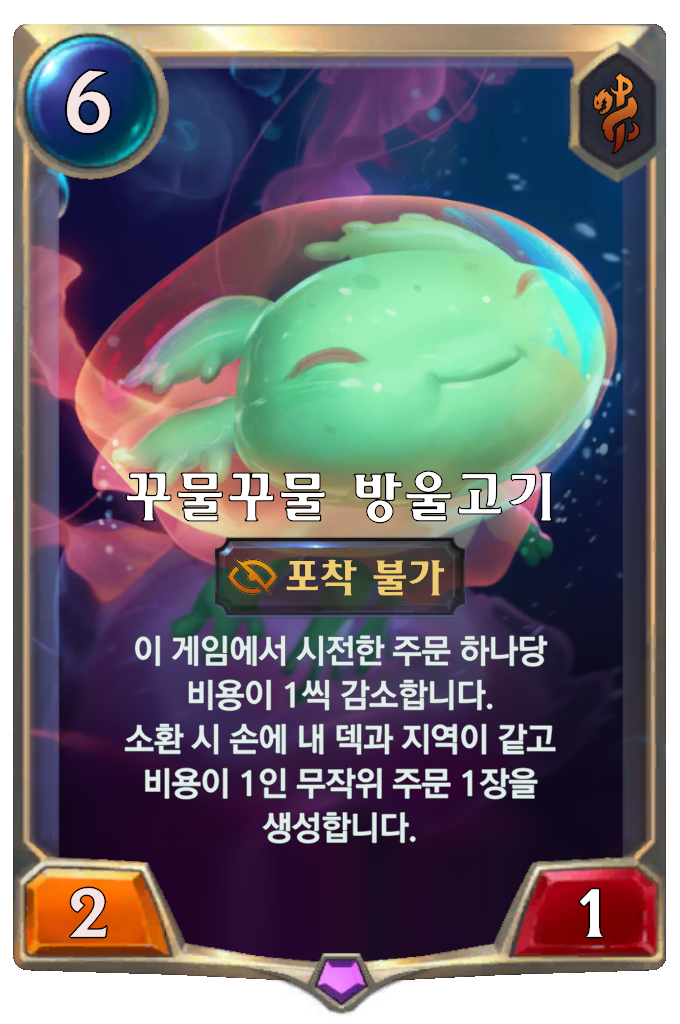 6
꾸물꾸물 방울고기
포착 불가
이 게임에서 시전한 주문 하나당
비용이 1씩 감소합니다.
소환 시 손에 내 덱과 지역이 같고
비용이 1인 무작위 주문 1장을
생성합니다.
2
1